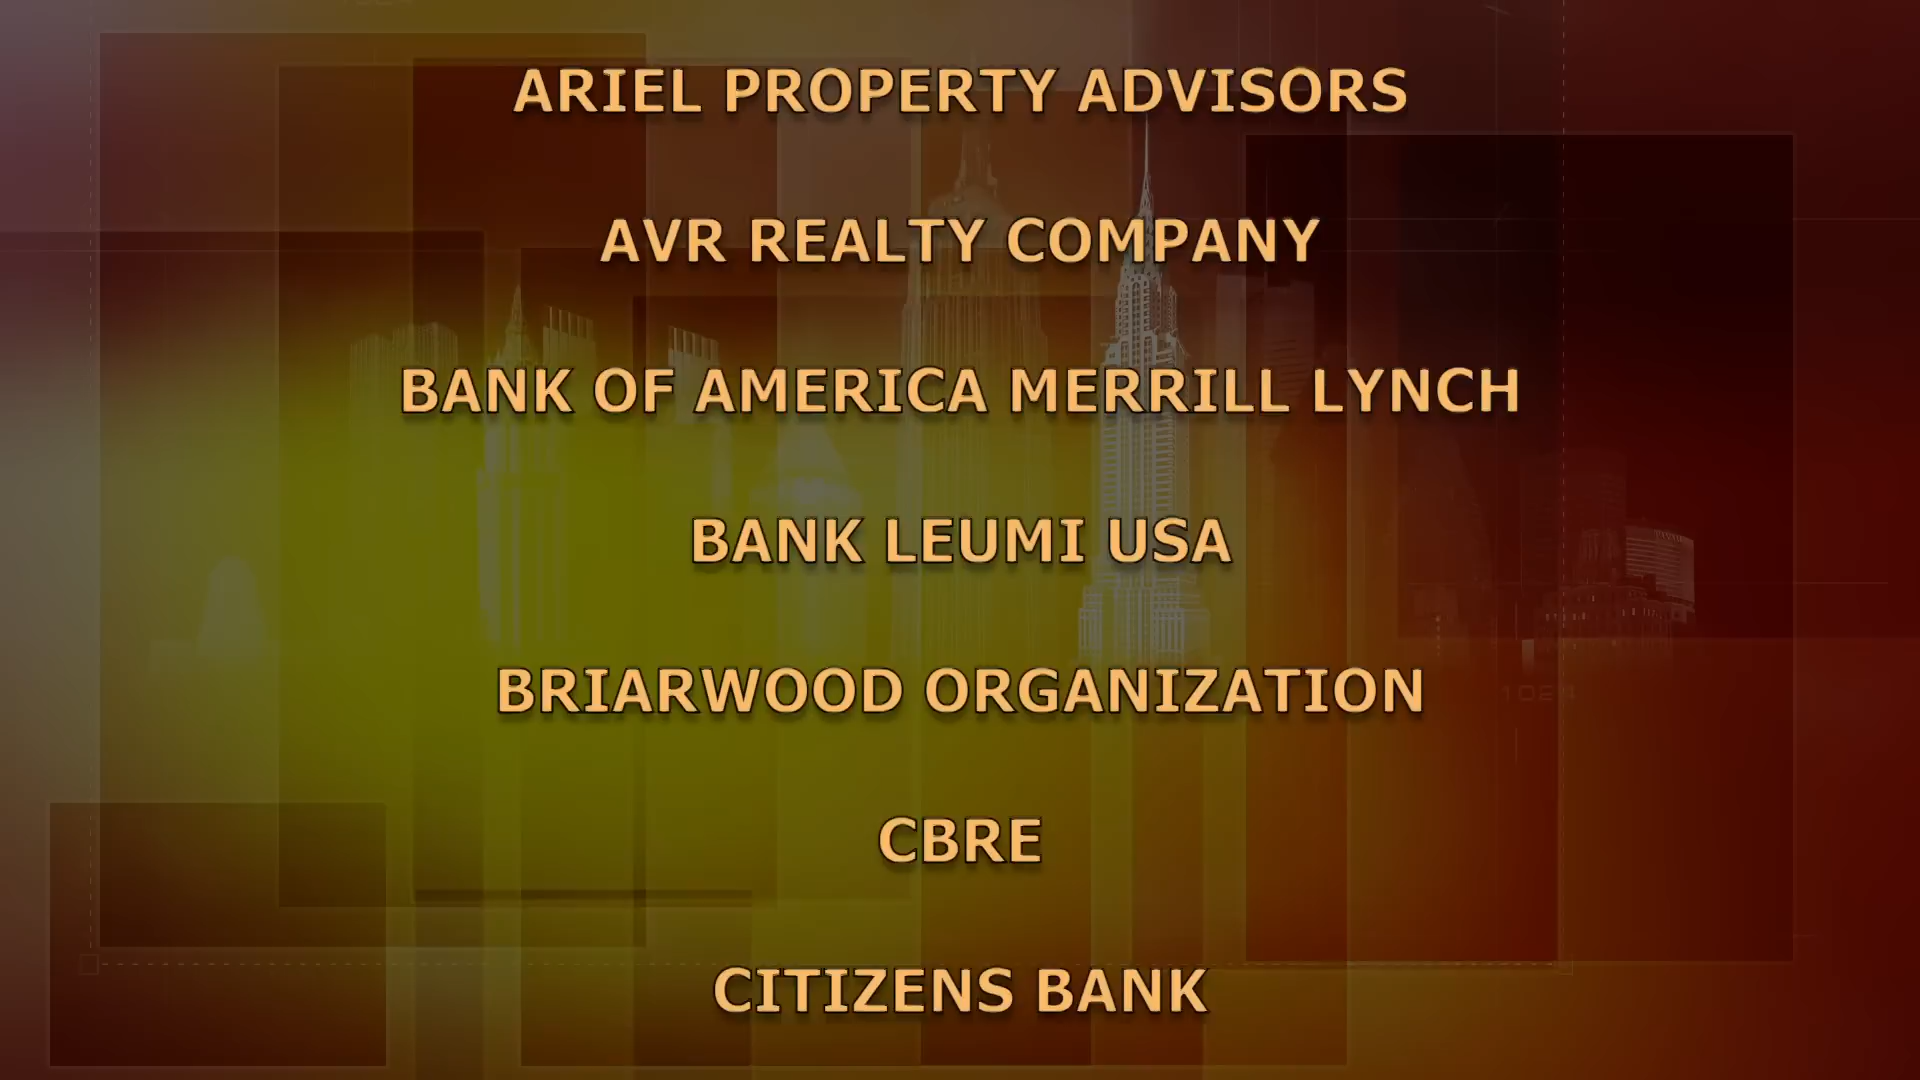 ARIEL PROPERTY ADVISORS
AVR REALTY COMPANY
BANK OF AMERICA MERRILL LYNCH
BANK LEUMI USA
BRIARWOOD ORGANIZATION
CBRE
CITIZENS BANK